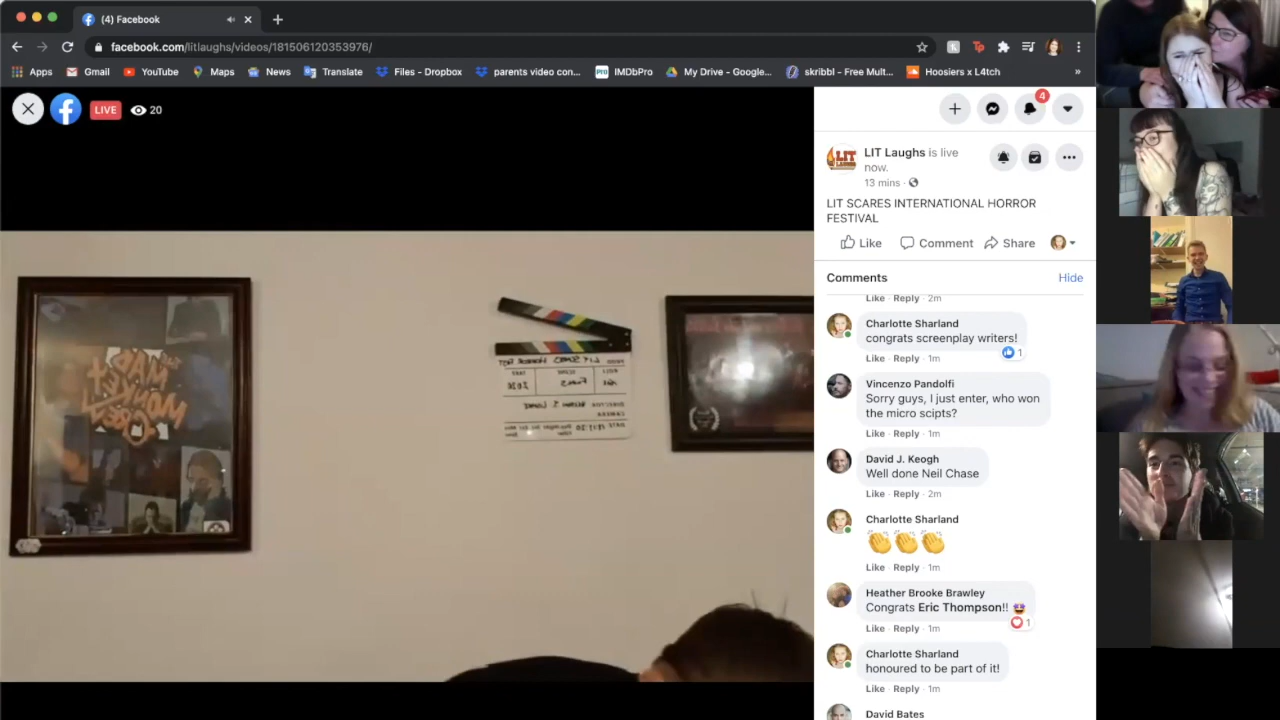 (4) Facebook
facebook.com/litlaughs/videos/181506120353976/
Apps
Gmail
YouTube
Maps
News
Translate
Files - Dropbox
parents video con...
IMDbPro
My Drive - Google...
skribbl - Free Mult...
Hoosiers x L4tch
»
LIVE
20
4
LIT Laughs is live
now.
13 mins ·
LIT SCARES INTERNATIONAL HORROR
FESTIVAL
Like
Comment
Share
Comments
Hide
Like · Reply · 2m
Charlotte Sharland
congrats screenplay writers!
1
Like · Reply · 1m
Vincenzo Pandolfi
Sorry guys, I just enter, who won
the micro scipts?
Like · Reply · 1m
David J. Keogh
Well done Neil Chase
Like · Reply · 2m
Charlotte Sharland
👏👏👏
Like · Reply · 1m
Heather Brooke Brawley
Congrats Eric Thompson!! 🤩
1
Like · Reply · 1m
Charlotte Sharland
honoured to be part of it!
Like · Reply · 1m
David Bates